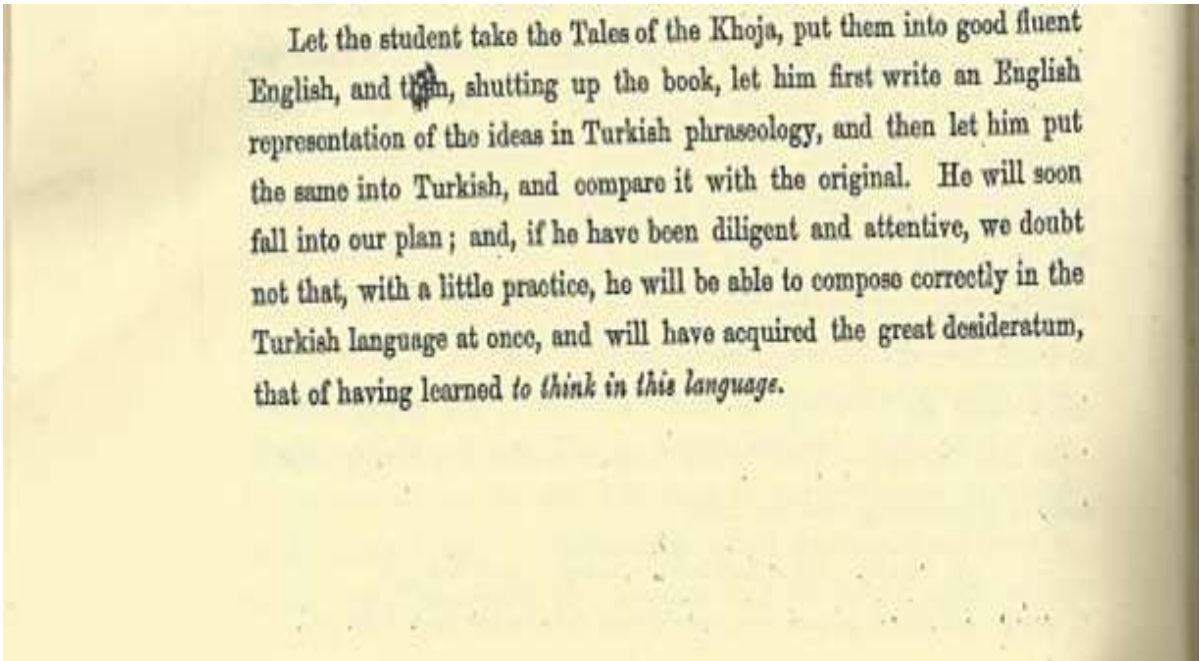 Let the student take the Tales of the Khoja, put them into good fluent
English, and then, shutting up the book, let him first write an English
representation of the ideas in Turkish phraseology, and then let him put
the same into Turkish, and compare it with the original. He will soon
fall into our plan; and, if he have been diligent and attentive, we doubt
not that, with a little practice, he will be able to compose correctly in the
Turkish language at once, and will have acquired the great desideratum,
that of having learned to think in this language.